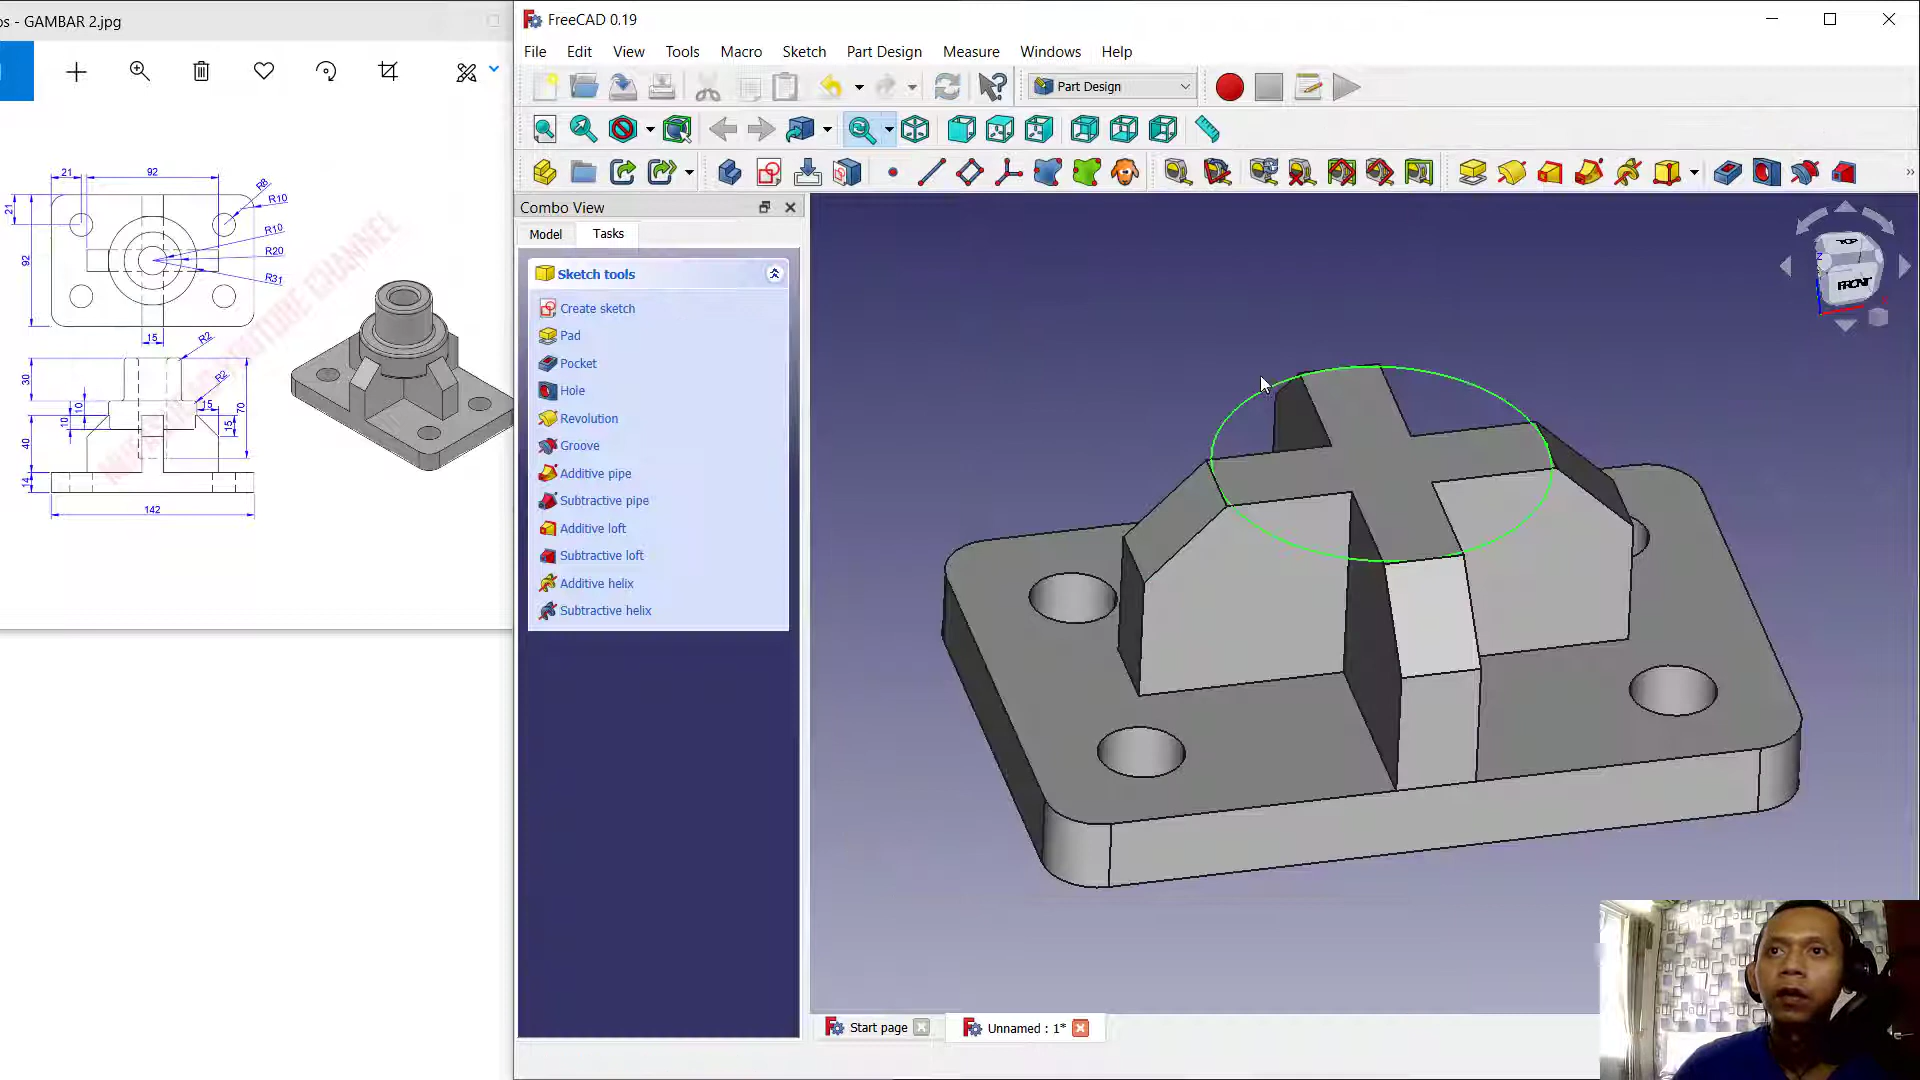 os - GAMBAR 2.jpg
FreeCAD 0.19
File Edit View Tools Macro Sketch Part Design Measure Windows Help
Part Design
Combo View
Model Tasks
Sketch tools
Create sketch
Pad
Pocket
Hole
Revolution
Groove
Additive pipe
Subtractive pipe
Additive loft
Subtractive loft
Additive helix
Subtractive helix
21 92 R8
R10
21
R10
R20
92
R31
15 R2
30
R2
10 15
10 70
15
40
14
142
TOP
FRONT
Z
Start page Unnamed : 1*